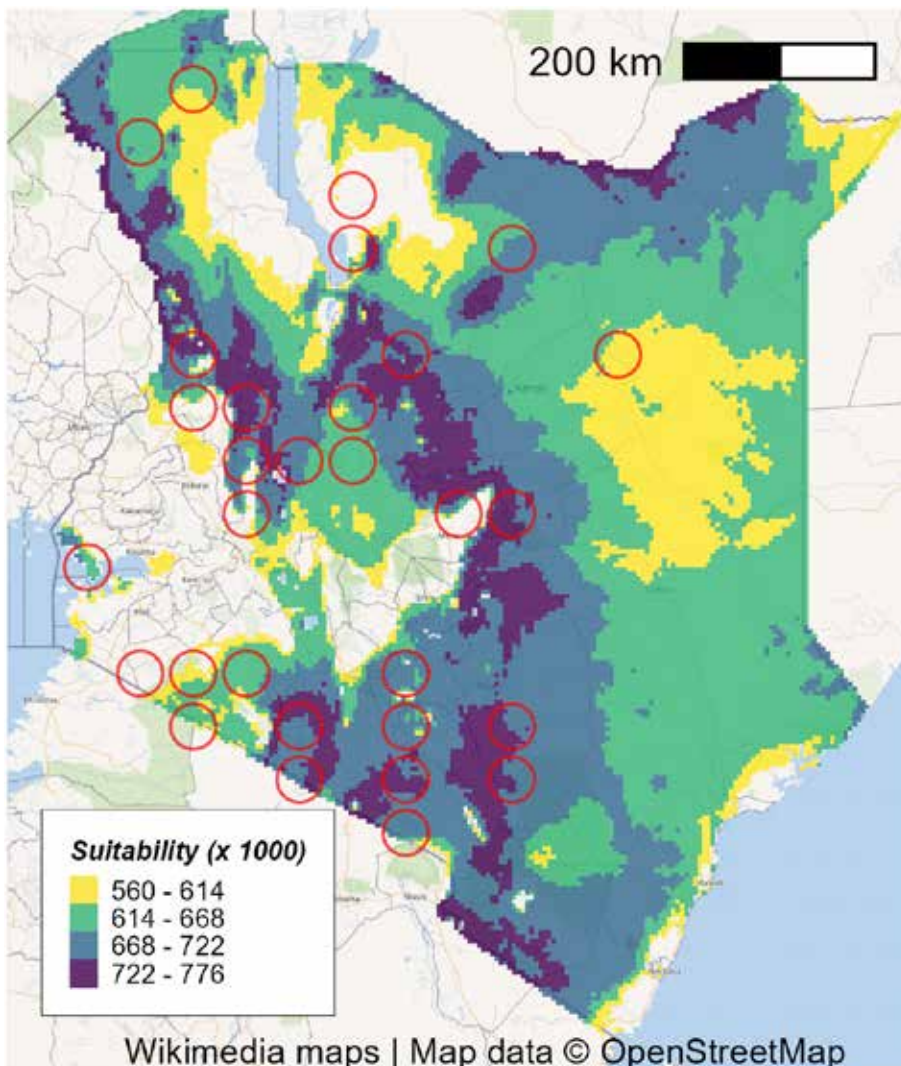 200 km
Suitability (x 1000)
560 - 614
614 - 668
668 - 722
722 - 776
Wikimedia maps | Map data © OpenStreetMap